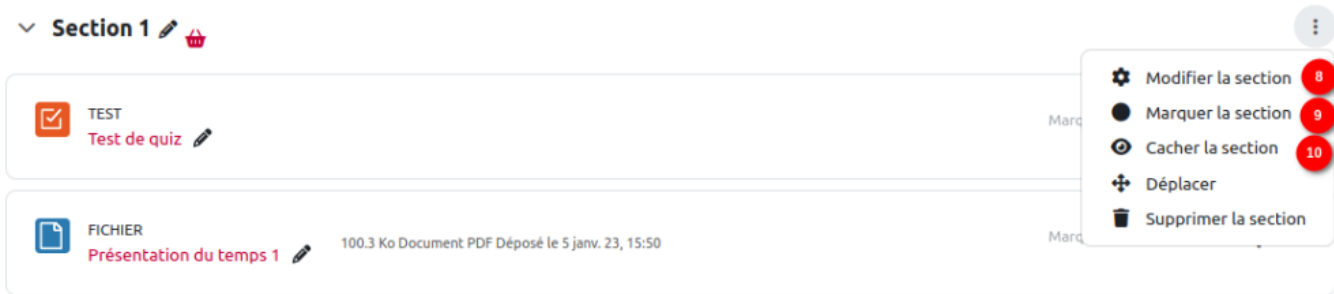 Section 1
Modifier la section 8
Marquer la section 9
Cacher la section 10
Déplacer
Supprimer la section
TEST
Test de quiz
Marq
FICHIER
Présentation du temps 1
100.3 Ko Document PDF Déposé le 5 janv. 23, 15:50
Marq